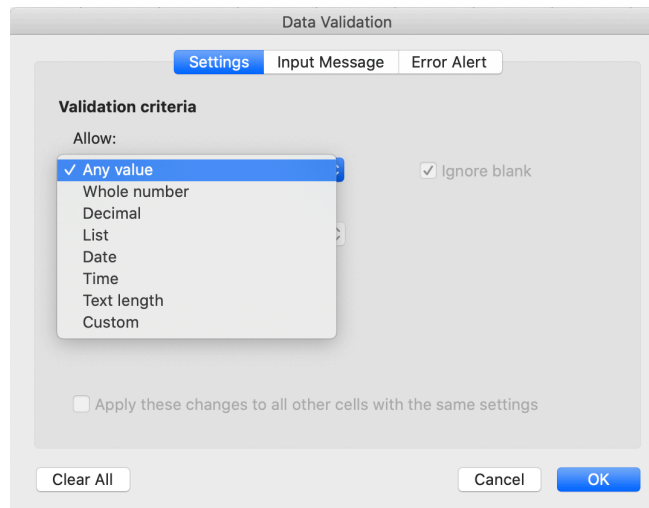 Data Validation
Settings Input Message Error Alert
Validation criteria
Allow:
Any value
Ignore blank
Whole number
Decimal
List
Date
Time
Text length
Custom
Apply these changes to all other cells with the same settings
Clear All Cancel OK